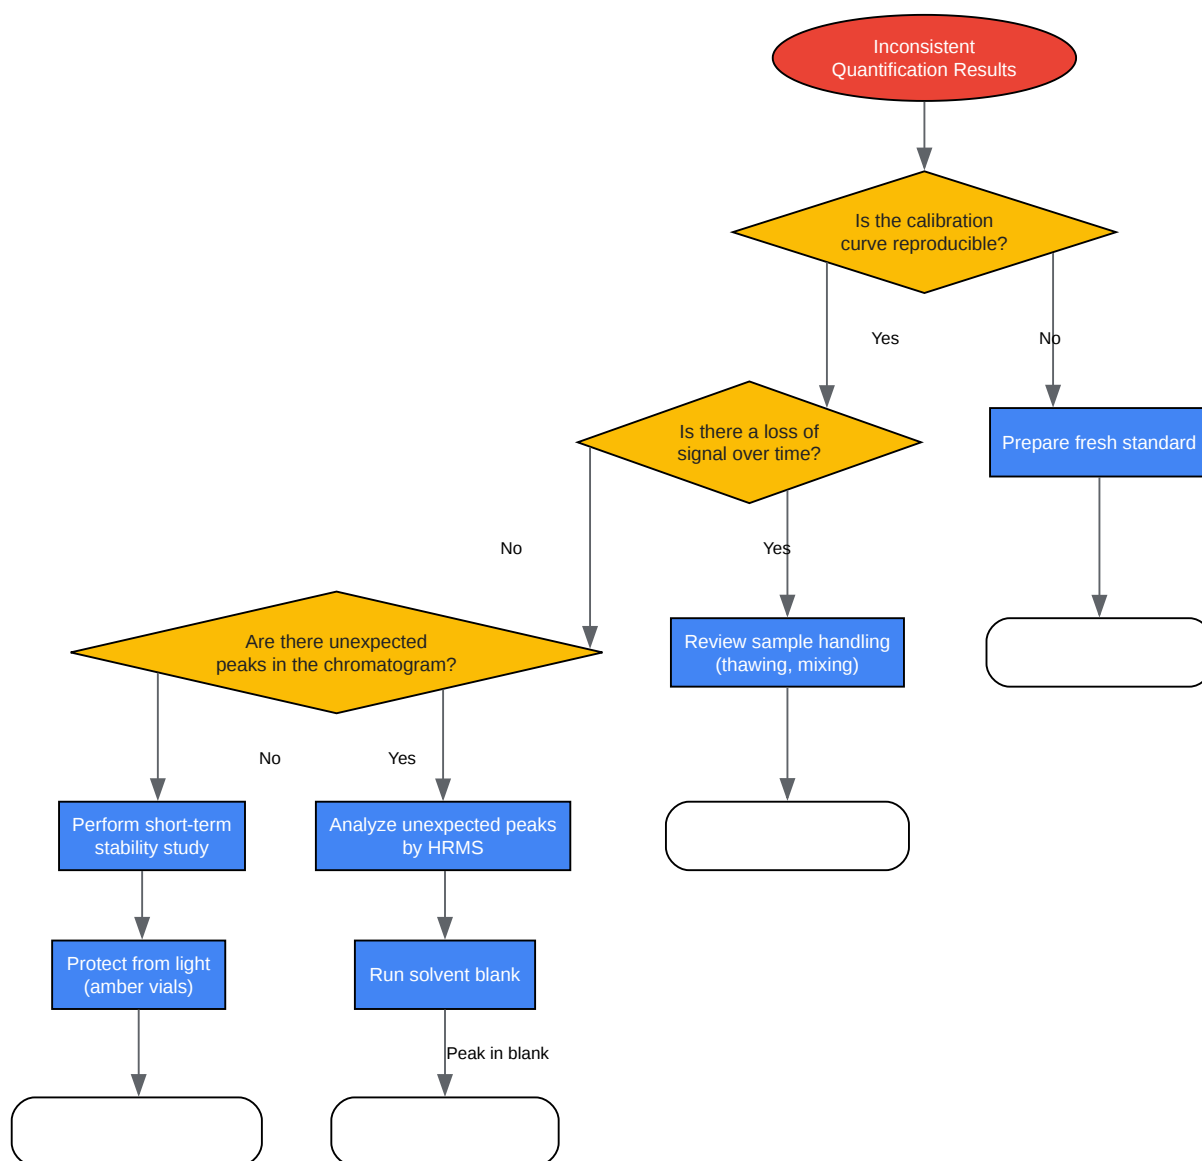 Inconsistent
Quantification Results
Is the calibration
curve reproducible?
Yes
No
Is there a loss of
signal over time?
Prepare fresh standard
No
Yes
Are there unexpected
peaks in the chromatogram?
Review sample handling
(thawing, mixing)
No
Yes
Perform short-term
stability study
Analyze unexpected peaks
by HRMS
Protect from light
(amber vials)
Run solvent blank
Peak in blank